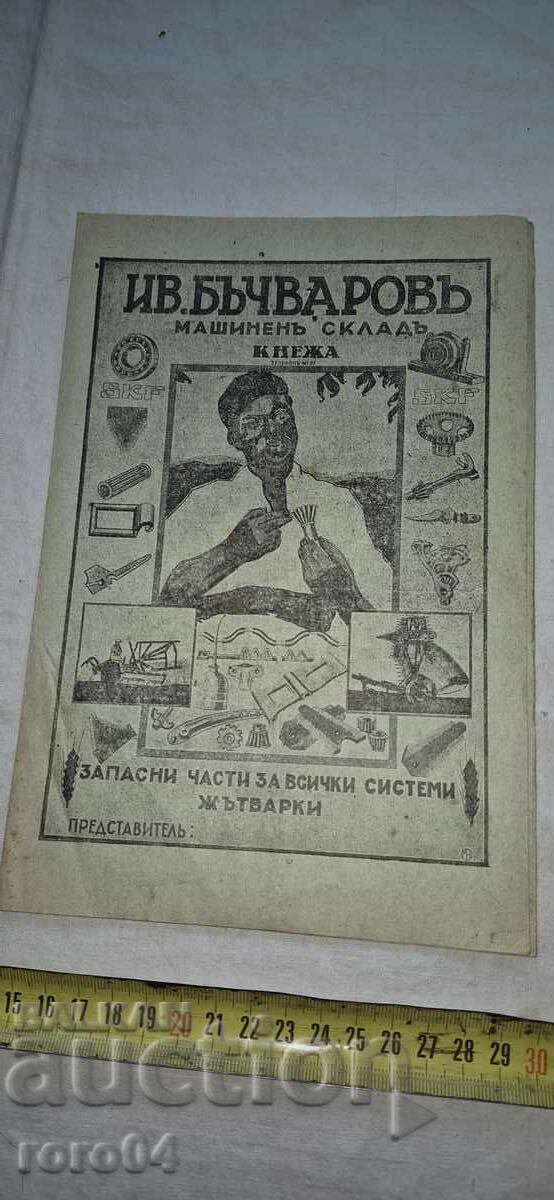 ИВ. БЪЧВАРОВЪ
МАШИНЕНЪ СКЛАДЪ
КНЕЖА
SKF
SKF
ЗАПАСНИ ЧАСТИ ЗА ВСИЧКИ СИСТЕМИ
ЖЪТВАРКИ
ПРЕДСТАВИТЕЛЬ:
15 16 17 18 19 20 21 22 23 24 25 26 27 28 29 30
BALKAN
auction
roro04